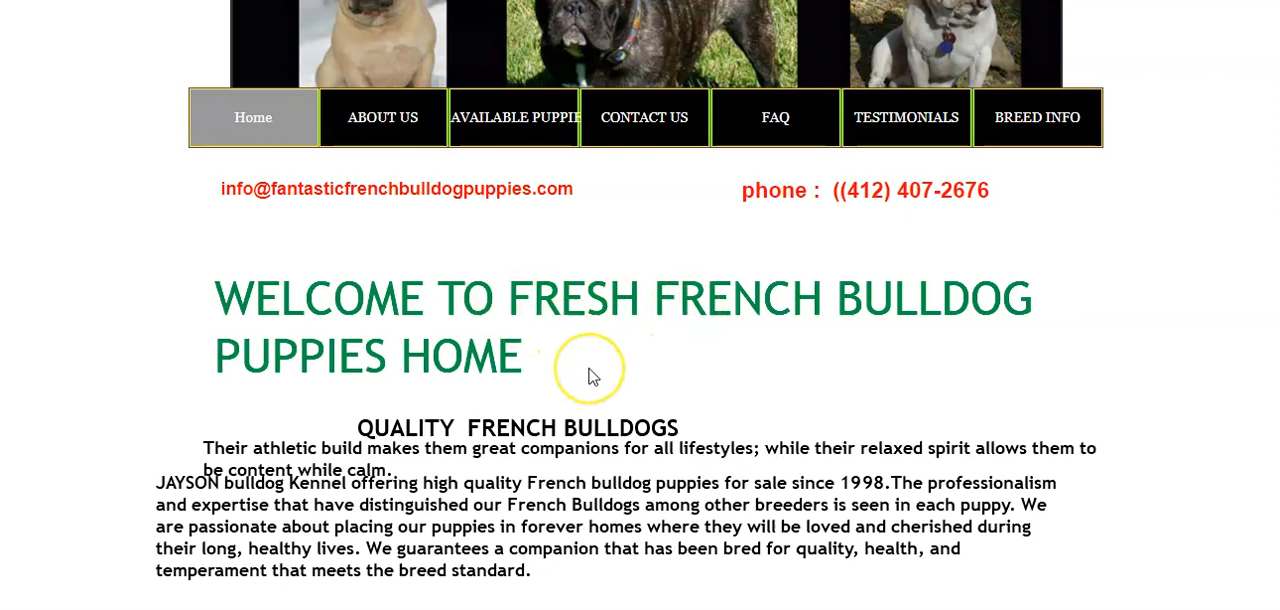 Home ABOUT US AVAILABLE PUPPIE CONTACT US FAQ TESTIMONIALS BREED INFO
info@fantasticfrenchbulldogpuppies.com phone : ((412) 407-2676
WELCOME TO FRESH FRENCH BULLDOG
PUPPIES HOME
QUALITY FRENCH BULLDOGS
Their athletic build makes them great companions for all lifestyles; while their relaxed spirit allows them to
be content while calm.
JAYSON bulldog Kennel offering high quality French bulldog puppies for sale since 1998.The professionalism
and expertise that have distinguished our French Bulldogs among other breeders is seen in each puppy. We
are passionate about placing our puppies in forever homes where they will be loved and cherished during
their long, healthy lives. We guarantees a companion that has been bred for quality, health, and
temperament that meets the breed standard.